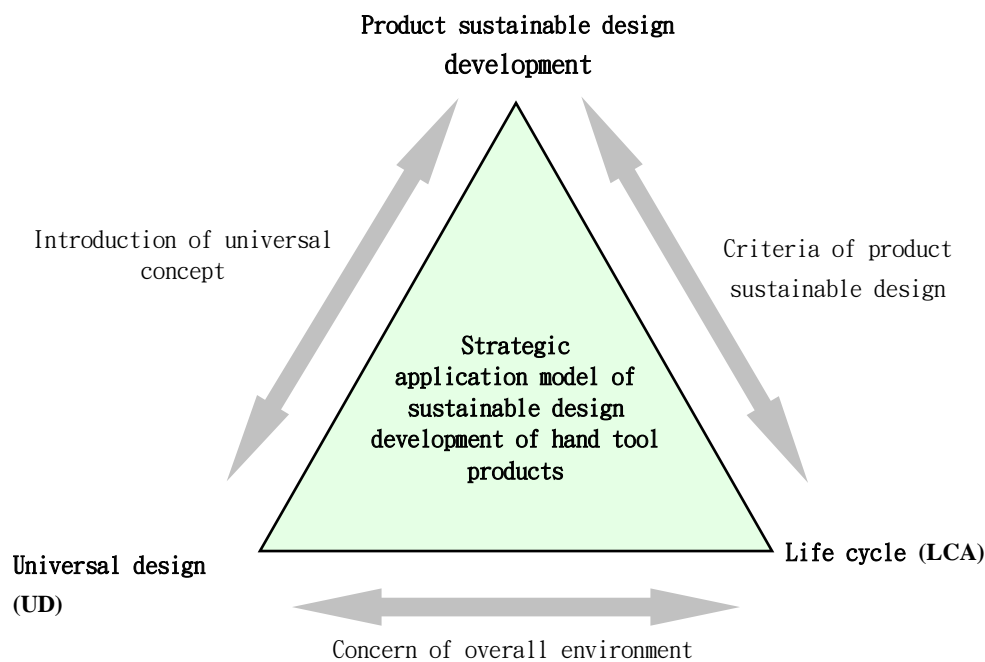 Product sustainable design
development
Introduction of universal
concept
Criteria of product
sustainable design
Strategic
application model of
sustainable design
development of hand tool
products
Universal design
(UD)
Life cycle (LCA)
Concern of overall environment